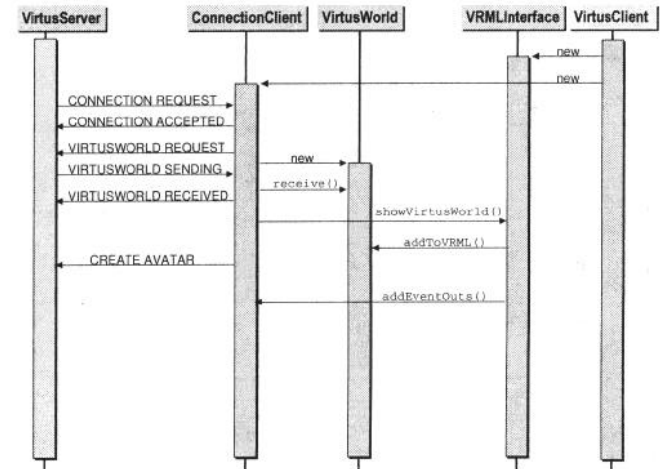 VirtusServer
ConnectionClient
VirtusWorld
VRMLInterface
VirtusClient
new
new
CONNECTION REQUEST
CONNECTION ACCEPTED
VIRTUSWORLD REQUEST
new
VIRTUSWORLD SENDING
receive()
VIRTUSWORLD RECEIVED
showVirtusWorld()
addToVRML()
CREATE AVATAR
addEventOuts()